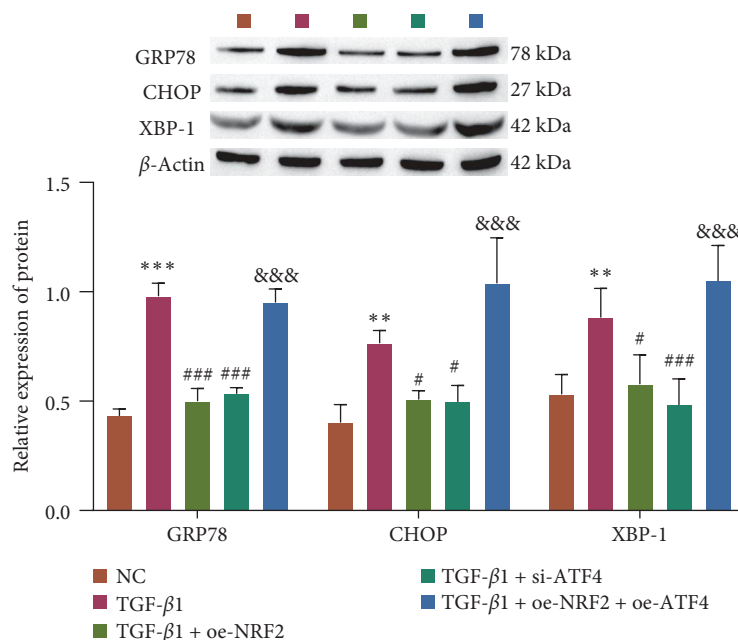 GRP78 78 kDa
CHOP 27 kDa
XBP-1 42 kDa
β-Actin 42 kDa
Relative expression of protein
1.5
1.0
0.5
0.0
*** ### ### &&&
** # # &&&
** # ### &&&
GRP78 CHOP XBP-1
NC
TGF-β1
TGF-β1 + oe-NRF2
TGF-β1 + si-ATF4
TGF-β1 + oe-NRF2 + oe-ATF4